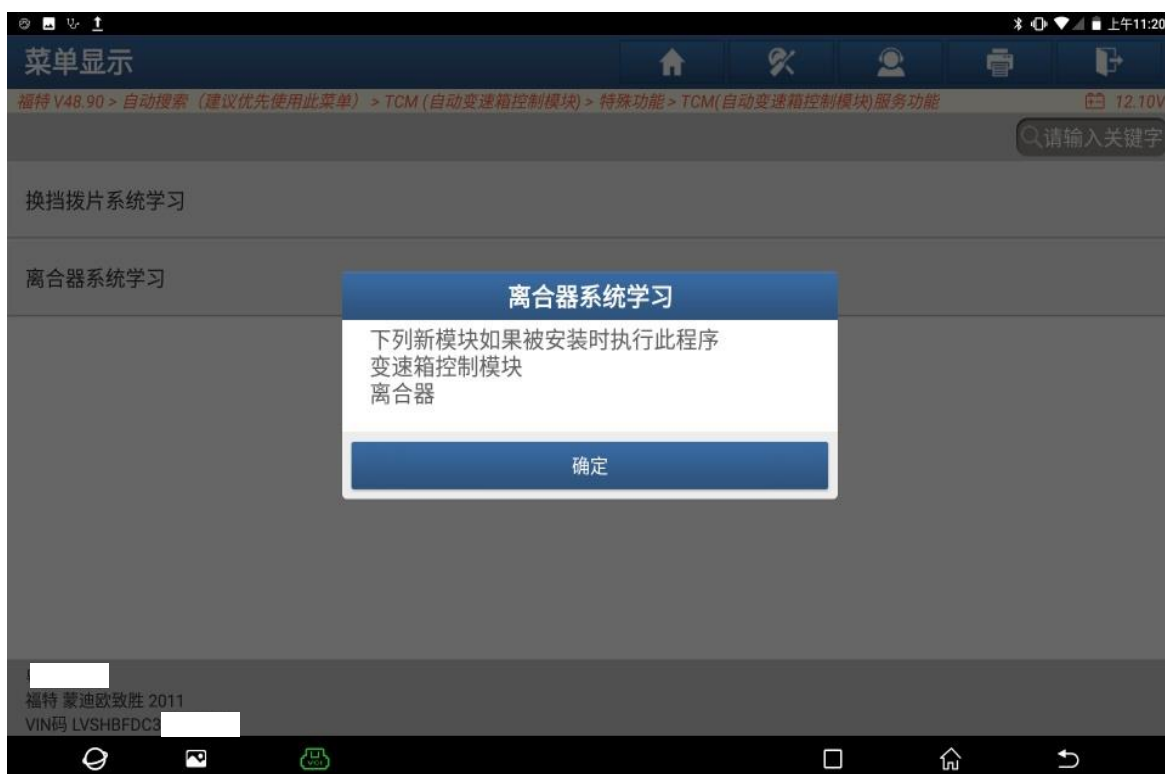 上午11:20
菜单显示
福特 V48.90 > 自动搜索（建议优先使用此菜单）> TCM (自动变速箱控制模块) > 特殊功能 > TCM(自动变速箱控制模块)服务功能
12.10V
请输入关键字
换挡拨片系统学习
离合器系统学习
离合器系统学习
下列新模块如果被安装时执行此程序
变速箱控制模块
离合器
确定
福特 蒙迪欧致胜 2011
VIN码 LVSHBFDC3
VCI